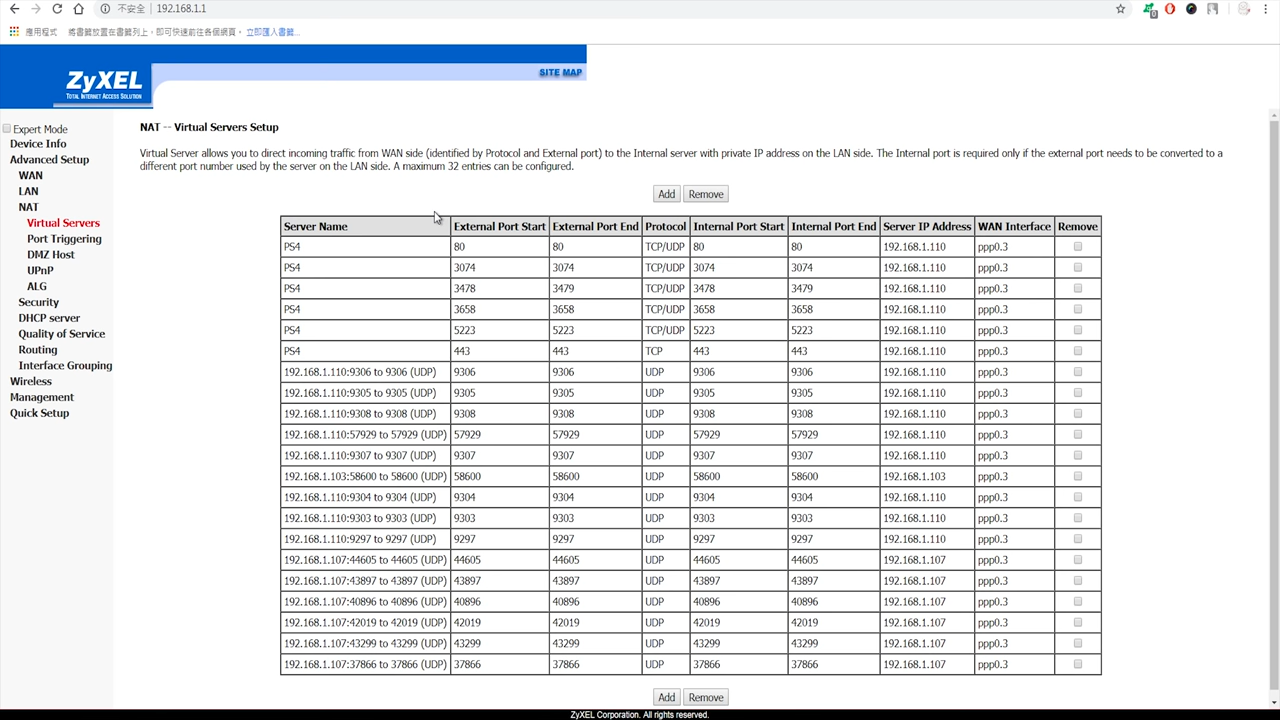 不安全 192.168.1.1
0
應用程式 將書籤放置在書籤列上，即可快速前往各個網頁。 立即匯入書籤...
ZyXEL
TOTAL INTERNET ACCESS SOLUTION
SITE MAP
Expert Mode
Device Info
Advanced Setup
WAN
LAN
NAT
Virtual Servers
Port Triggering
DMZ Host
UPnP
ALG
Security
DHCP server
Quality of Service
Routing
Interface Grouping
Wireless
Management
Quick Setup
NAT -- Virtual Servers Setup
Virtual Server allows you to direct incoming traffic from WAN side (identified by Protocol and External port) to the Internal server with private IP address on the LAN side. The Internal port is required only if the external port needs to be converted to a
different port number used by the server on the LAN side. A maximum 32 entries can be configured.
Add Remove
Server Name External Port Start External Port End Protocol Internal Port Start Internal Port End Server IP Address WAN Interface Remove
PS4 80 80 TCP/UDP 80 80 192.168.1.110 ppp0.3
PS4 3074 3074 TCP/UDP 3074 3074 192.168.1.110 ppp0.3
PS4 3478 3479 TCP/UDP 3478 3479 192.168.1.110 ppp0.3
PS4 3658 3658 TCP/UDP 3658 3658 192.168.1.110 ppp0.3
PS4 5223 5223 TCP/UDP 5223 5223 192.168.1.110 ppp0.3
PS4 443 443 TCP 443 443 192.168.1.110 ppp0.3
192.168.1.110:9306 to 9306 (UDP) 9306 9306 UDP 9306 9306 192.168.1.110 ppp0.3
192.168.1.110:9305 to 9305 (UDP) 9305 9305 UDP 9305 9305 192.168.1.110 ppp0.3
192.168.1.110:9308 to 9308 (UDP) 9308 9308 UDP 9308 9308 192.168.1.110 ppp0.3
192.168.1.110:57929 to 57929 (UDP) 57929 57929 UDP 57929 57929 192.168.1.110 ppp0.3
192.168.1.110:9307 to 9307 (UDP) 9307 9307 UDP 9307 9307 192.168.1.110 ppp0.3
192.168.1.103:58600 to 58600 (UDP) 58600 58600 UDP 58600 58600 192.168.1.103 ppp0.3
192.168.1.110:9304 to 9304 (UDP) 9304 9304 UDP 9304 9304 192.168.1.110 ppp0.3
192.168.1.110:9303 to 9303 (UDP) 9303 9303 UDP 9303 9303 192.168.1.110 ppp0.3
192.168.1.110:9297 to 9297 (UDP) 9297 9297 UDP 9297 9297 192.168.1.110 ppp0.3
192.168.1.107:44605 to 44605 (UDP) 44605 44605 UDP 44605 44605 192.168.1.107 ppp0.3
192.168.1.107:43897 to 43897 (UDP) 43897 43897 UDP 43897 43897 192.168.1.107 ppp0.3
192.168.1.107:40896 to 40896 (UDP) 40896 40896 UDP 40896 40896 192.168.1.107 ppp0.3
192.168.1.107:42019 to 42019 (UDP) 42019 42019 UDP 42019 42019 192.168.1.107 ppp0.3
192.168.1.107:43299 to 43299 (UDP) 43299 43299 UDP 43299 43299 192.168.1.107 ppp0.3
192.168.1.107:37866 to 37866 (UDP) 37866 37866 UDP 37866 37866 192.168.1.107 ppp0.3
Add Remove
ZyXEL Corporation. All rights reserved.